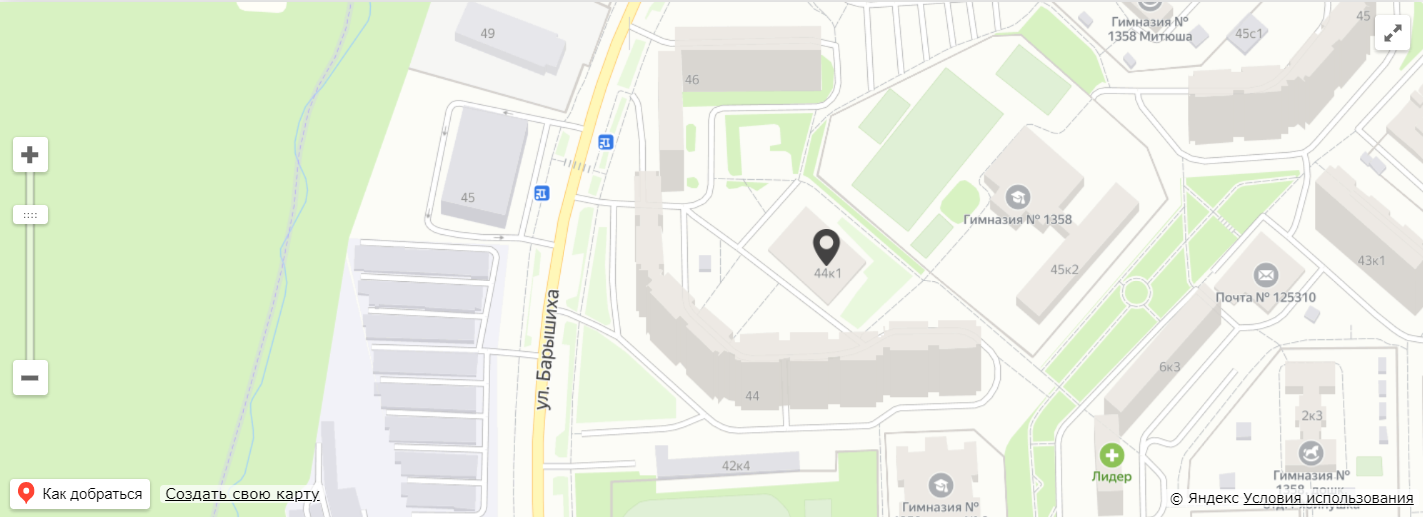 49
46
Гимназия №
1358 Митюша
45с1
45
45
Гимназия № 1358
44к1
45к2
43к1
Почта № 125310
ул. Барышиха
44
6к3
2к3
42к4
Лидер
Гимназия №
Гимназия №
Как добраться
Создать свою карту
© Яндекс Условия использования